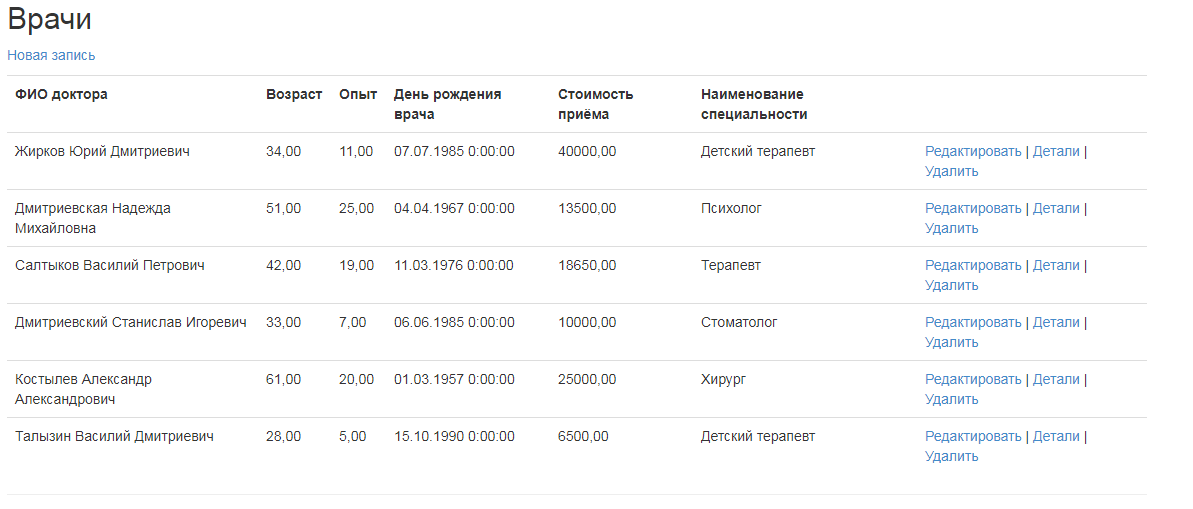 Врачи
Новая запись
ФИО доктора Возраст Опыт День рождения врача Стоимость приёма Наименование специальности
Жирков Юрий Дмитриевич 34,00 11,00 07.07.1985 0:00:00 40000,00 Детский терапевт Редактировать | Детали |
Удалить
Дмитриевская Надежда Михайловна 51,00 25,00 04.04.1967 0:00:00 13500,00 Психолог Редактировать | Детали |
Удалить
Салтыков Василий Петрович 42,00 19,00 11.03.1976 0:00:00 18650,00 Терапевт Редактировать | Детали |
Удалить
Дмитриевский Станислав Игоревич 33,00 7,00 06.06.1985 0:00:00 10000,00 Стоматолог Редактировать | Детали |
Удалить
Костылев Александр Александрович 61,00 20,00 01.03.1957 0:00:00 25000,00 Хирург Редактировать | Детали |
Удалить
Талызин Василий Дмитриевич 28,00 5,00 15.10.1990 0:00:00 6500,00 Детский терапевт Редактировать | Детали |
Удалить